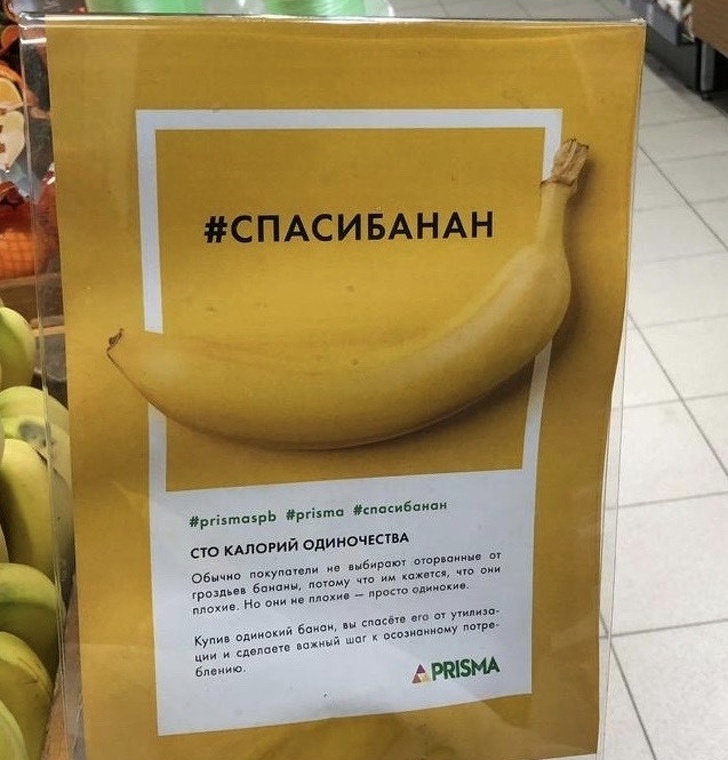 #СПАСИБАНАН
#prismaspb #prisma #спасибанан
СТО КАЛОРИЙ ОДИНОЧЕСТВА
Обычно покупатели не выбирают оторванные от
гроздьев бананы, потому что им кажется, что они
плохие. Но они не плохие — просто одинокие.
Купив одинокий банан, вы спасёте его от утилиза-
ции и сделаете важный шаг к осознанному потре-
блению.
PRISMA